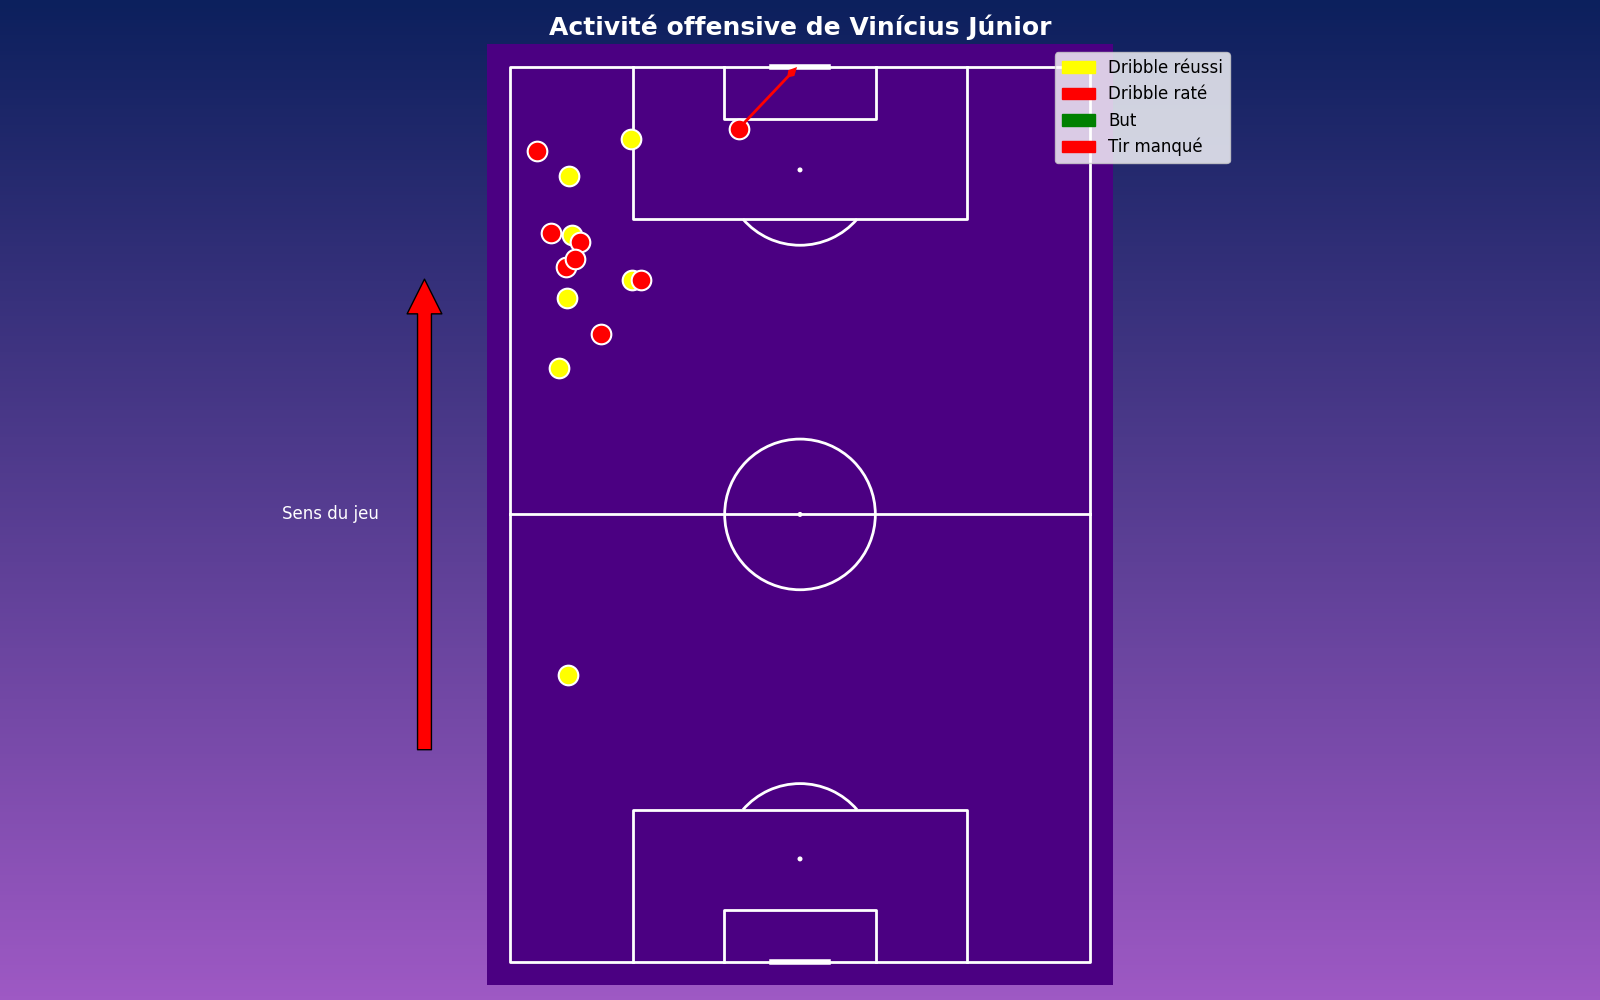 Activité offensive de Vinícius Júnior
Dribble réussi
Dribble raté
But
Tir manqué
Sens du jeu